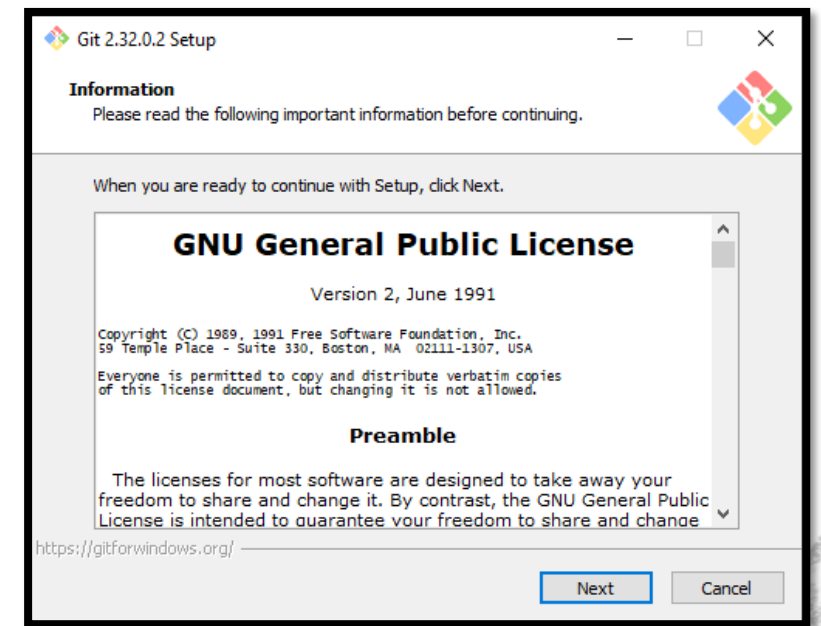 Git 2.32.0.2 Setup
Information
Please read the following important information before continuing.
When you are ready to continue with Setup, click Next.
GNU General Public License
Version 2, June 1991
Copyright (C) 1989, 1991 Free Software Foundation, Inc.
59 Temple Place - Suite 330, Boston, MA  02111-1307, USA
Everyone is permitted to copy and distribute verbatim copies
of this license document, but changing it is not allowed.
Preamble
The licenses for most software are designed to take away your
freedom to share and change it. By contrast, the GNU General Public
License is intended to guarantee your freedom to share and change
https://gitforwindows.org/
Next
Cancel